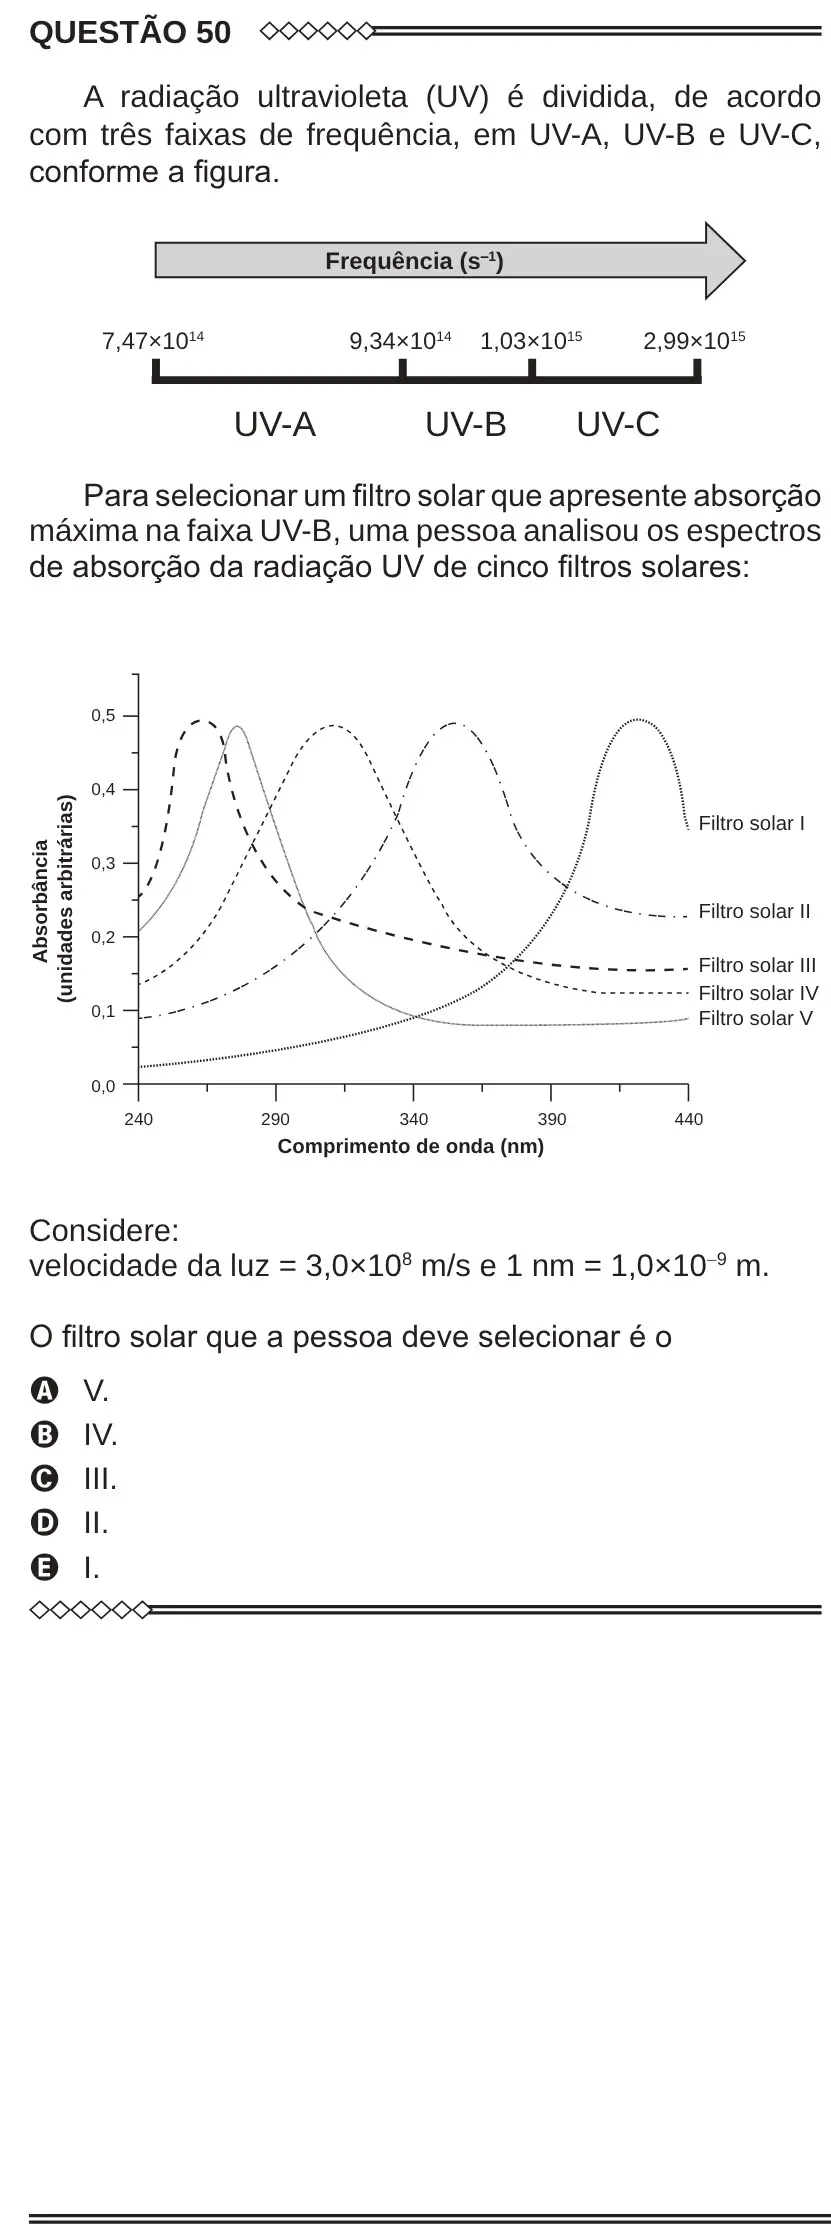 QUESTÃO 50
A radiação ultravioleta (UV) é dividida, de acordo
com três faixas de frequência, em UV-A, UV-B e UV-C,
conforme a figura.
Frequência (s⁻¹)
7,47×10¹⁴ 9,34×10¹⁴ 1,03×10¹⁵ 2,99×10¹⁵
UV-A UV-B UV-C
Para selecionar um filtro solar que apresente absorção
máxima na faixa UV-B, uma pessoa analisou os espectros
de absorção da radiação UV de cinco filtros solares:
Absorbância
(unidades arbitrárias)
0,5
0,4
0,3
0,2
0,1
0,0
Filtro solar I
Filtro solar II
Filtro solar III
Filtro solar IV
Filtro solar V
240 290 340 390 440
Comprimento de onda (nm)
Considere:
velocidade da luz = 3,0×10⁸ m/s e 1 nm = 1,0×10⁻⁹ m.
O filtro solar que a pessoa deve selecionar é o
A V.
B IV.
C III.
D II.
E I.